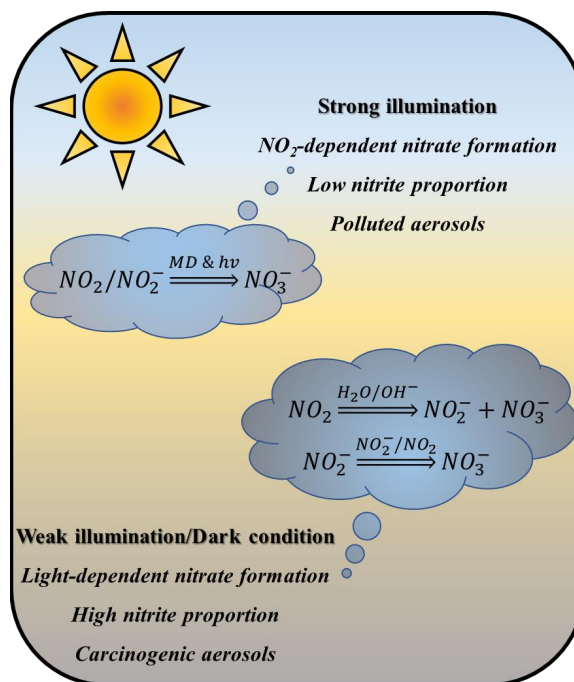 Strong illumination
NO₂-dependent nitrate formation
Low nitrite proportion
Polluted aerosols
NO₂/NO₂⁻ MD & hv ⟹ NO₃⁻
NO₂ H₂O/OH⁻ ⟹ NO₂⁻ + NO₃⁻
NO₂⁻ NO₂⁻/NO₂ ⟹ NO₃⁻
Weak illumination/Dark condition
Light-dependent nitrate formation
High nitrite proportion
Carcinogenic aerosols